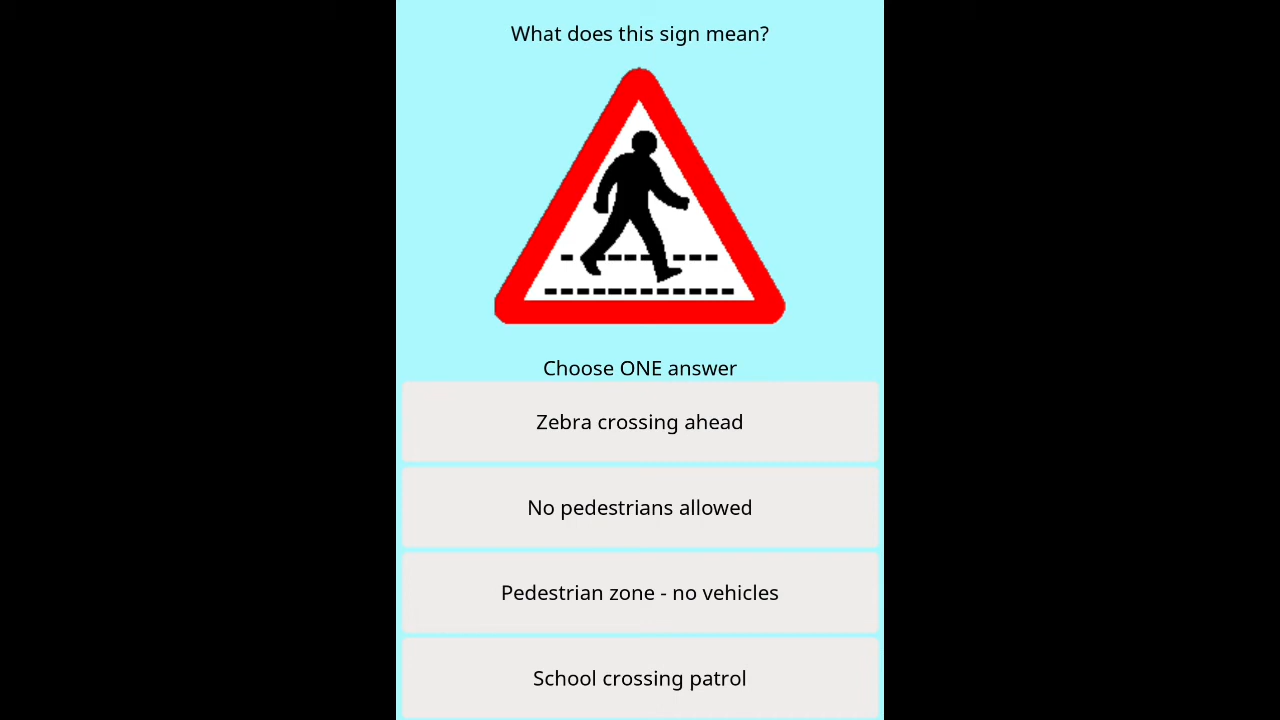 What does this sign mean?
Choose ONE answer
Zebra crossing ahead
No pedestrians allowed
Pedestrian zone - no vehicles
School crossing patrol